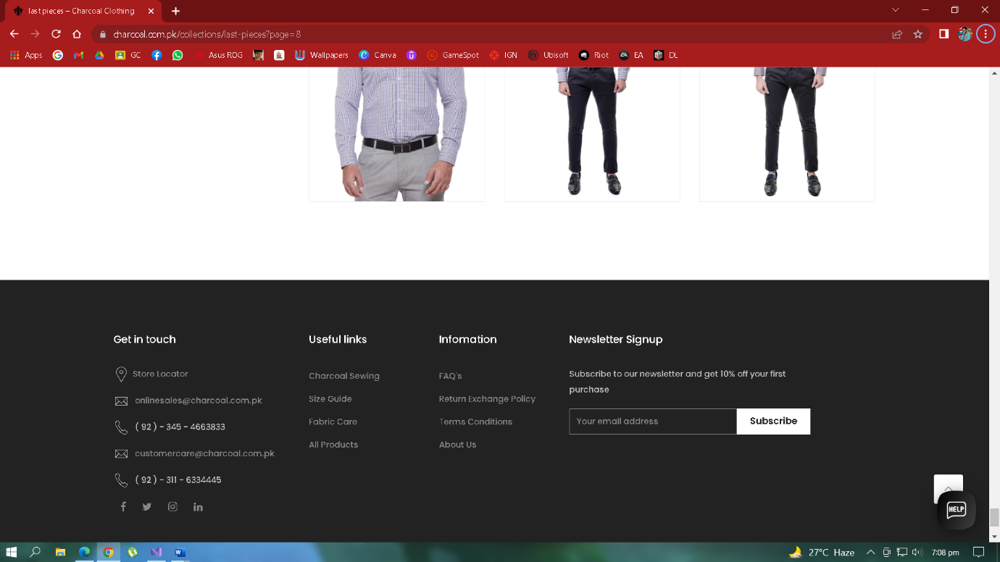 last pieces – Charcoal Clothing
charcoal.com.pk/collections/last-pieces?page=8
Apps GC Asus ROG Wallpapers Canva GameSpot IGN Ubisoft Riot EA DL
Get in touch
Store Locator
onlinesales@charcoal.com.pk
( 92 ) - 345 - 4663833
customercare@charcoal.com.pk
( 92 ) - 311 - 6334445
Useful links
Charcoal Sewing
Size Guide
Fabric Care
All Products
Infomation
FAQ's
Return Exchange Policy
Terms Conditions
About Us
Newsletter Signup
Subscribe to our newsletter and get 10% off your first
purchase
Your email address Subscribe
HELP
27°C Haze 7:08 pm